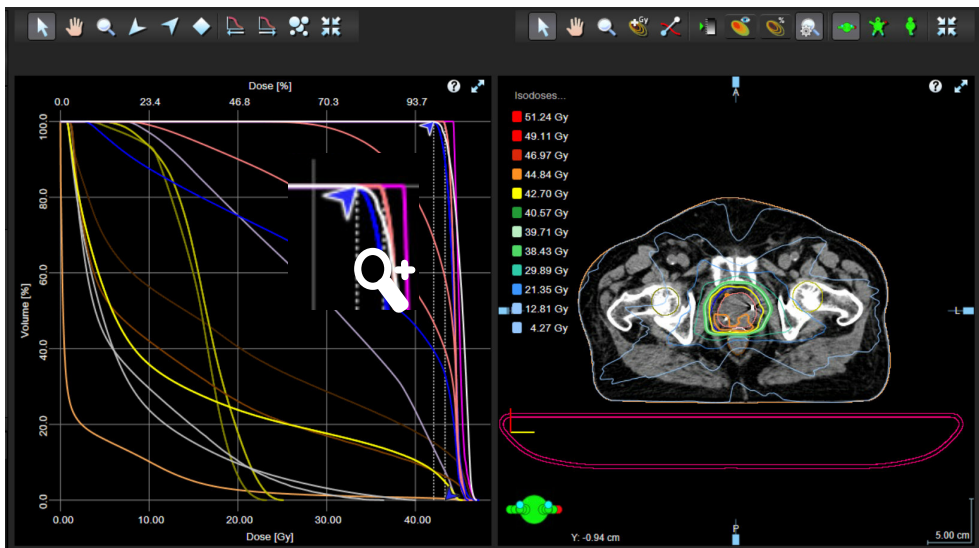 +Gy
%
Dose [%]
?
0.0 23.4 46.8 70.3 93.7
100.0
80.0
60.0
40.0
20.0
0.0
Volume [%]
0.00 10.00 20.00 30.00 40.00
Dose [Gy]
?
A
Isodoses...
51.24 Gy
49.11 Gy
46.97 Gy
44.84 Gy
42.70 Gy
40.57 Gy
39.71 Gy
38.43 Gy
29.89 Gy
21.35 Gy
12.81 Gy
4.27 Gy
L
P
Y: -0.94 cm
5.00 cm